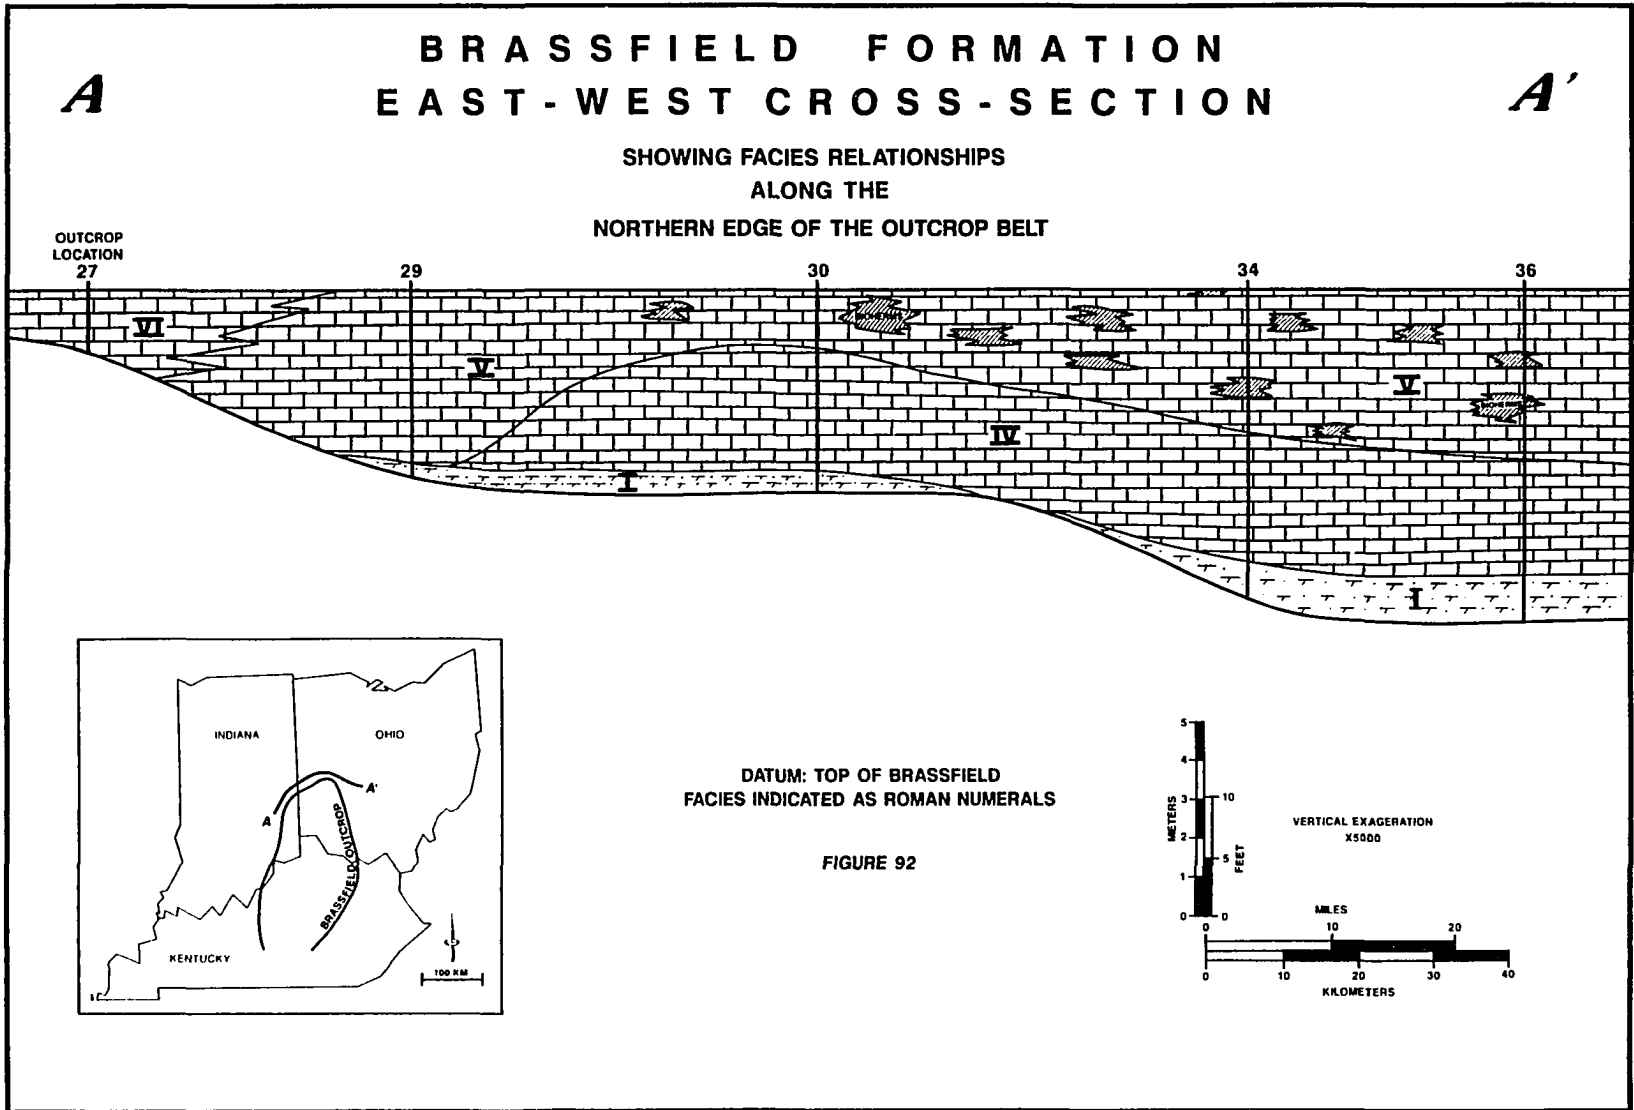 BRASSFIELD FORMATION
A
A'
EAST-WEST CROSS-SECTION
SHOWING FACIES RELATIONSHIPS
ALONG THE
NORTHERN EDGE OF THE OUTCROP BELT
OUTCROP
LOCATION
27
29
30
34
36
VI
V
BIOHERMS
V
BIOHERMS
IV
I
I
INDIANA
OHIO
A'
A
BRASSFIELD OUTCROP
KENTUCKY
100 KM
DATUM: TOP OF BRASSFIELD
FACIES INDICATED AS ROMAN NUMERALS
FIGURE 92
5
4
3
2
1
0
METERS
10
5
0
FEET
VERTICAL EXAGERATION
X5000
MILES
0 10 20
0 10 20 30 40
KILOMETERS